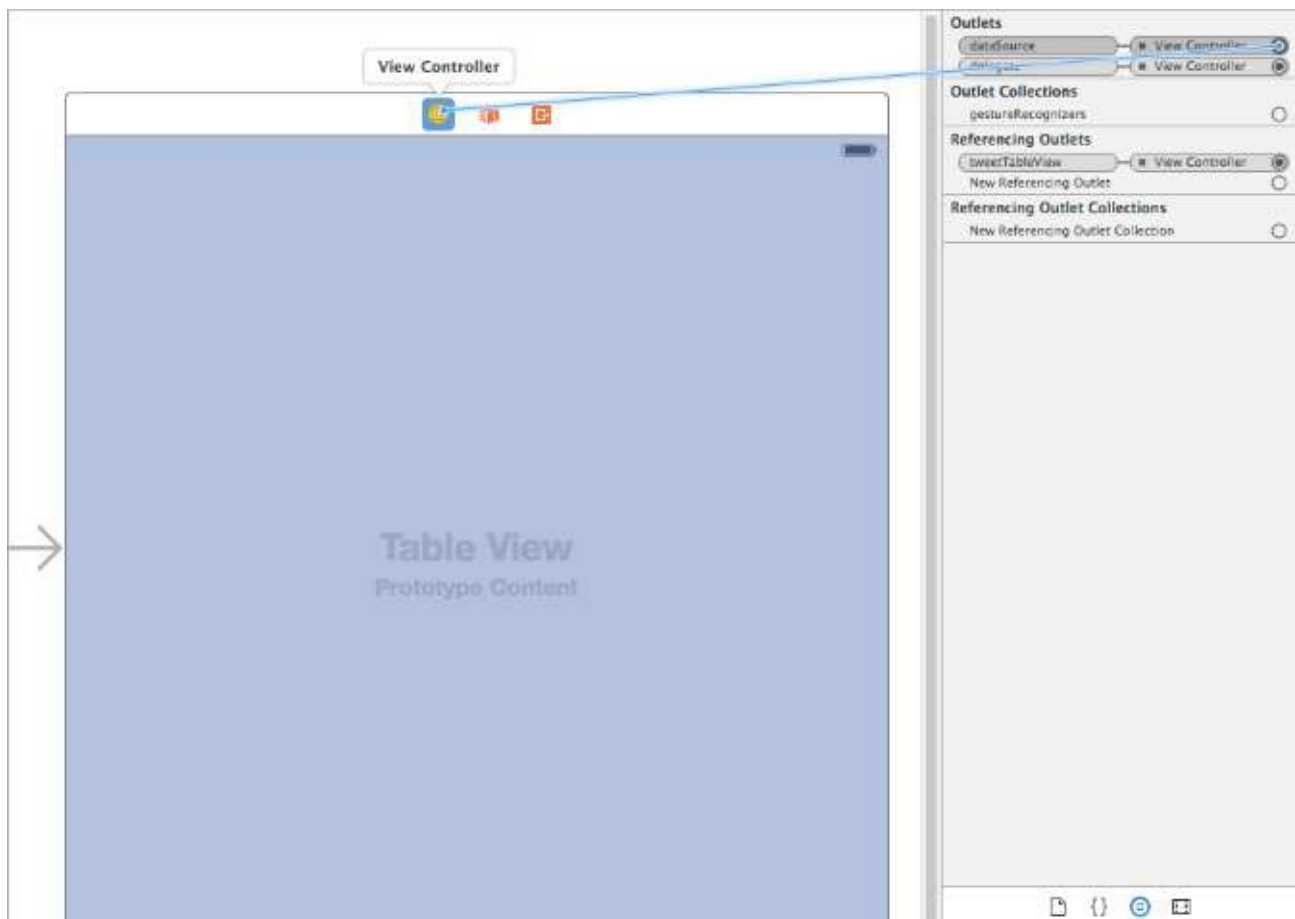 View Controller
Table View
Prototype Content
Outlets
dataSource View Controller
delegate View Controller
Outlet Collections
gestureRecognizers
Referencing Outlets
tweetTableView View Controller
New Referencing Outlet
Referencing Outlet Collections
New Referencing Outlet Collection
{}